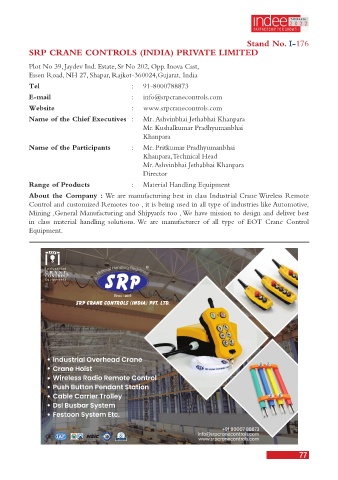 indee
PARTNERSHIP FOR GROWTH
Stand No. I-176
SRP CRANE CONTROLS (INDIA) PRIVATE LIMITED
Plot No 39, Jaydev Ind. Estate, Sr No 202, Opp. Inova Cast,
Essen Road, NH 27, Shapar, Rajkot-360024,Gujarat, India
Tel : 91-8000788873
E-mail : info@srpcranecontrols.com
Website : www.srpcranecontrols.com
Name of the Chief Executives : Mr. Ashvinbhai Jethabhai Khanpara
Mr. Kushalkumar Pradhyumanbhai
Khanpara
Name of the Participants : Mr. Pritkumar Pradhyumanbhai
Khanpara, Technical Head
Mr. Ashvinbhai Jethabhai Khanpara
Director
Range of Products : Material Handling Equipment
About the Company : We are manufacturing best in class Industrial Crane Wireless Remote
Control and customized Remotes too , it is being used in all type of industries like Automotive,
Mining ,General Manufacturing and Shipyards too , We have mission to design and deliver best
in class material handling solutions. We are manufacturer of all type of EOT Crane Control
Equipment.
SRP
SRP CRANE CONTROLS (INDIA) PVT. LTD.
Industrial Overhead Crane
Crane Hoist
Wireless Radio Remote Control
Push Button Pendant Station
Cable Carrier Trolley
Dsl Busbar System
Festoon System Etc.
+91 80007 88873
info@srpcranecontrols.com
www.srpcranecontrols.com
77